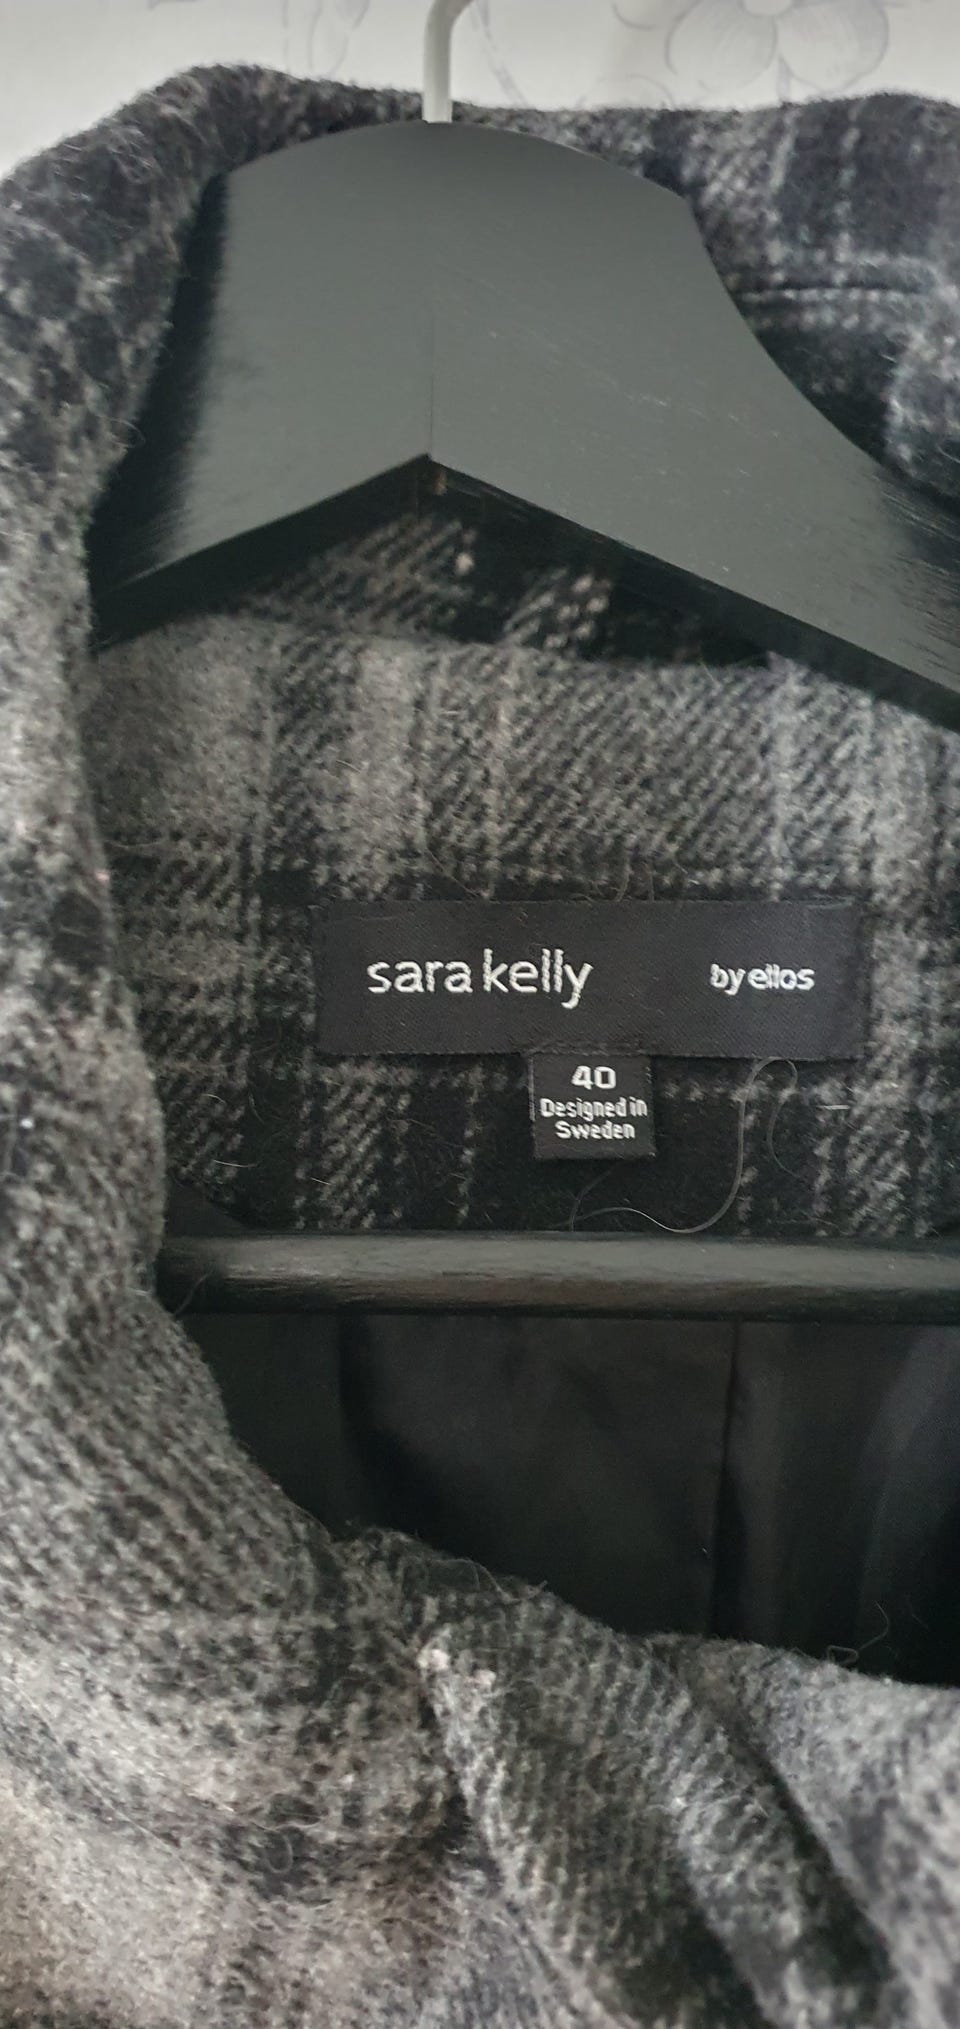 sara kelly by ellos
40
Designed in
Sweden